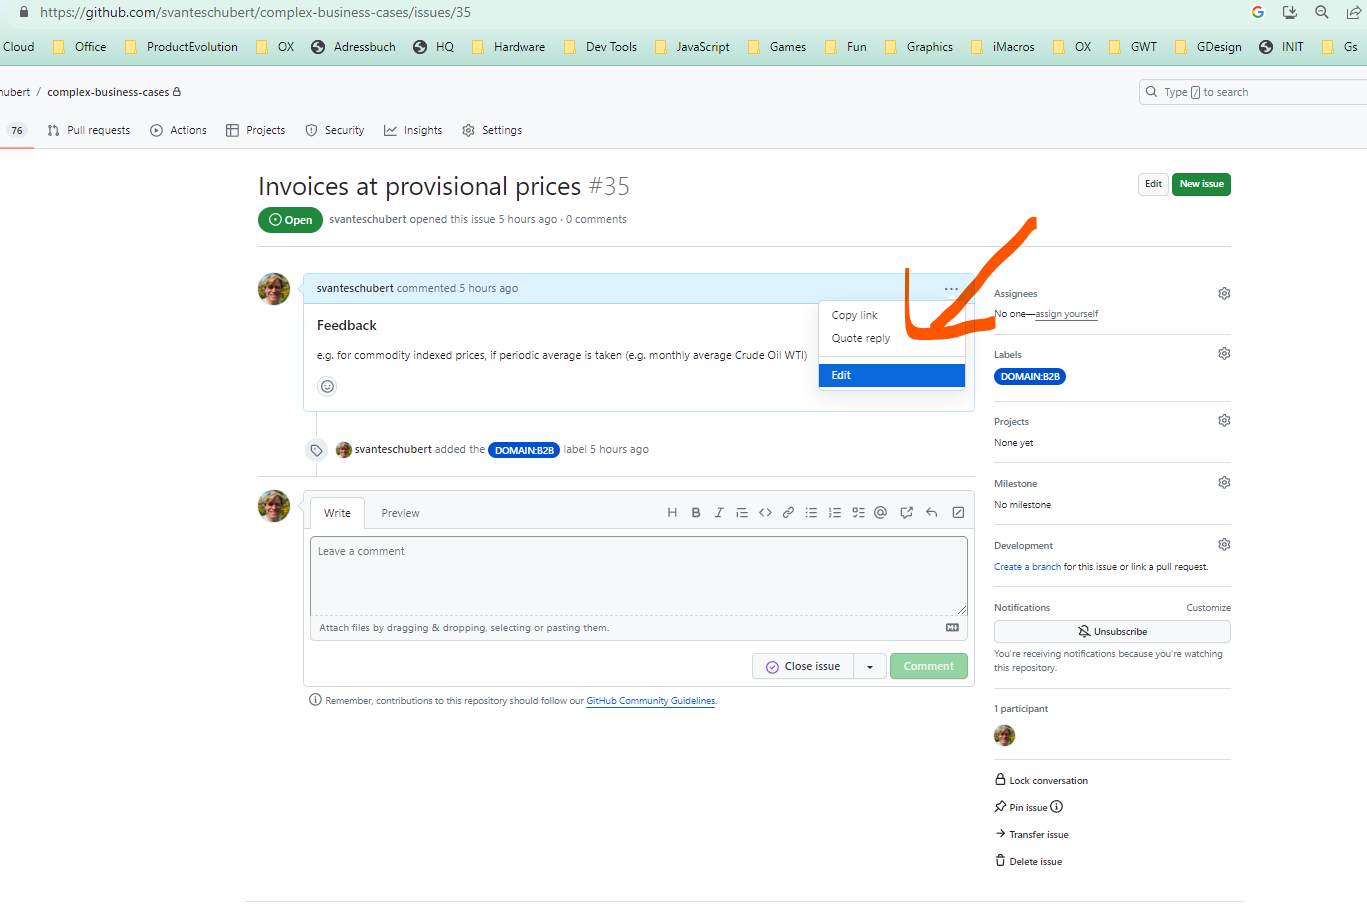 https://github.com/svanteschubert/complex-business-cases/issues/35
Cloud Office ProductEvolution OX Adressbuch HQ Hardware Dev Tools JavaScript Games Fun Graphics iMacros OX GWT GDesign INIT Gs
hubert / complex-business-cases
Type / to search
76 Pull requests Actions Projects Security Insights Settings
Invoices at provisional prices #35
Edit New issue
Open svanteschubert opened this issue 5 hours ago · 0 comments
svanteschubert commented 5 hours ago ...
Feedback
e.g. for commodity indexed prices, if periodic average is taken (e.g. monthly average Crude Oil WTI)
Copy link
Quote reply
Edit
svanteschubert added the DOMAIN:B2B label 5 hours ago
Write Preview
H B I
Leave a comment
Attach files by dragging & dropping, selecting or pasting them.
Close issue Comment
Remember, contributions to this repository should follow our GitHub Community Guidelines.
Assignees
No one—assign yourself
Labels
DOMAIN:B2B
Projects
None yet
Milestone
No milestone
Development
Create a branch for this issue or link a pull request.
Notifications Customize
Unsubscribe
You're receiving notifications because you're watching
this repository.
1 participant
Lock conversation
Pin issue
Transfer issue
Delete issue